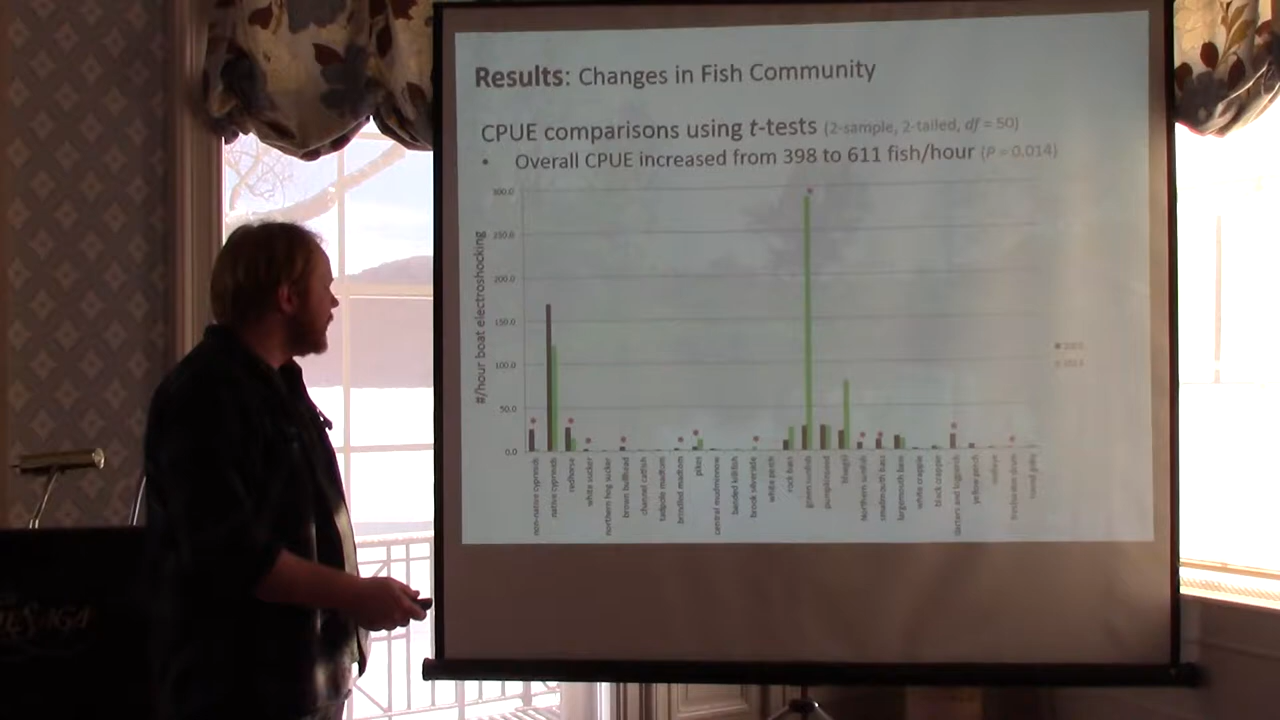 Results: Changes in Fish Community
CPUE comparisons using t-tests (2-sample, 2-tailed, df = 50)
• Overall CPUE increased from 398 to 611 fish/hour (P = 0.014)
#/hour boat electroshocking
300.0
250.0
200.0
150.0
100.0
50.0
0.0
non-native cyprinids
native cyprinids
redhorse
white sucker
northern hog sucker
brown bullhead
channel catfish
tadpole madtom
brindled madtom
pikes
central mudminnow
banded killifish
brook silverside
white perch
rock bass
green sunfish
pumpkinseed
bluegill
northern sunfish
smallmouth bass
largemouth bass
white crappie
black crappie
darters and logperch
yellow perch
walleye
freshwater drum
round goby